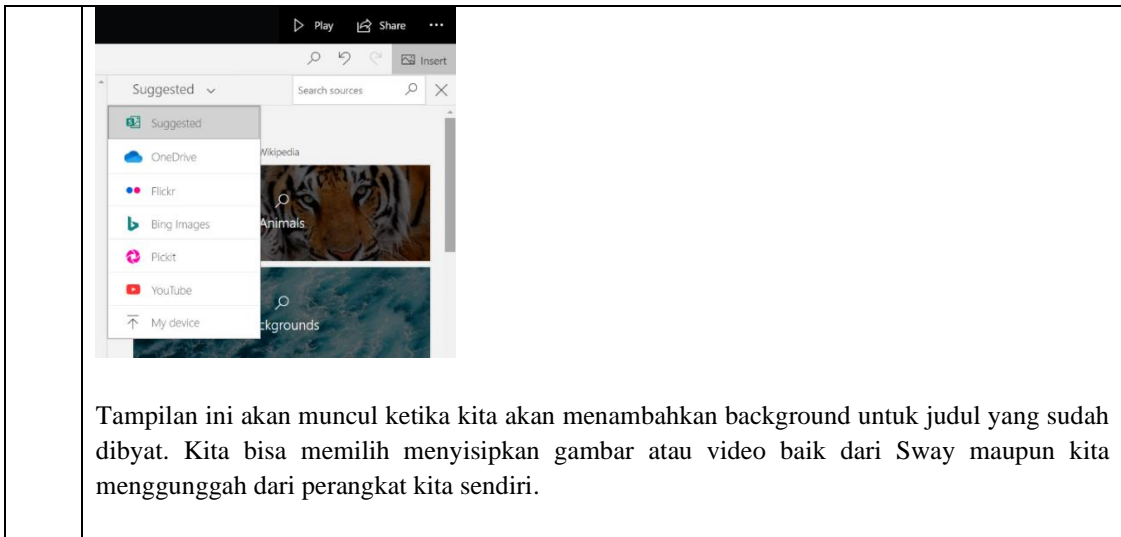 Play Share ...
Insert
Suggested Search sources
Suggested
Wikipedia
OneDrive
Flickr
Animals
Bing Images
Pickit
YouTube
ckgrounds
My device
Tampilan ini akan muncul ketika kita akan menambahkan background untuk judul yang sudah
dibyat. Kita bisa memilih menyisipkan gambar atau video baik dari Sway maupun kita
menggunggah dari perangkat kita sendiri.